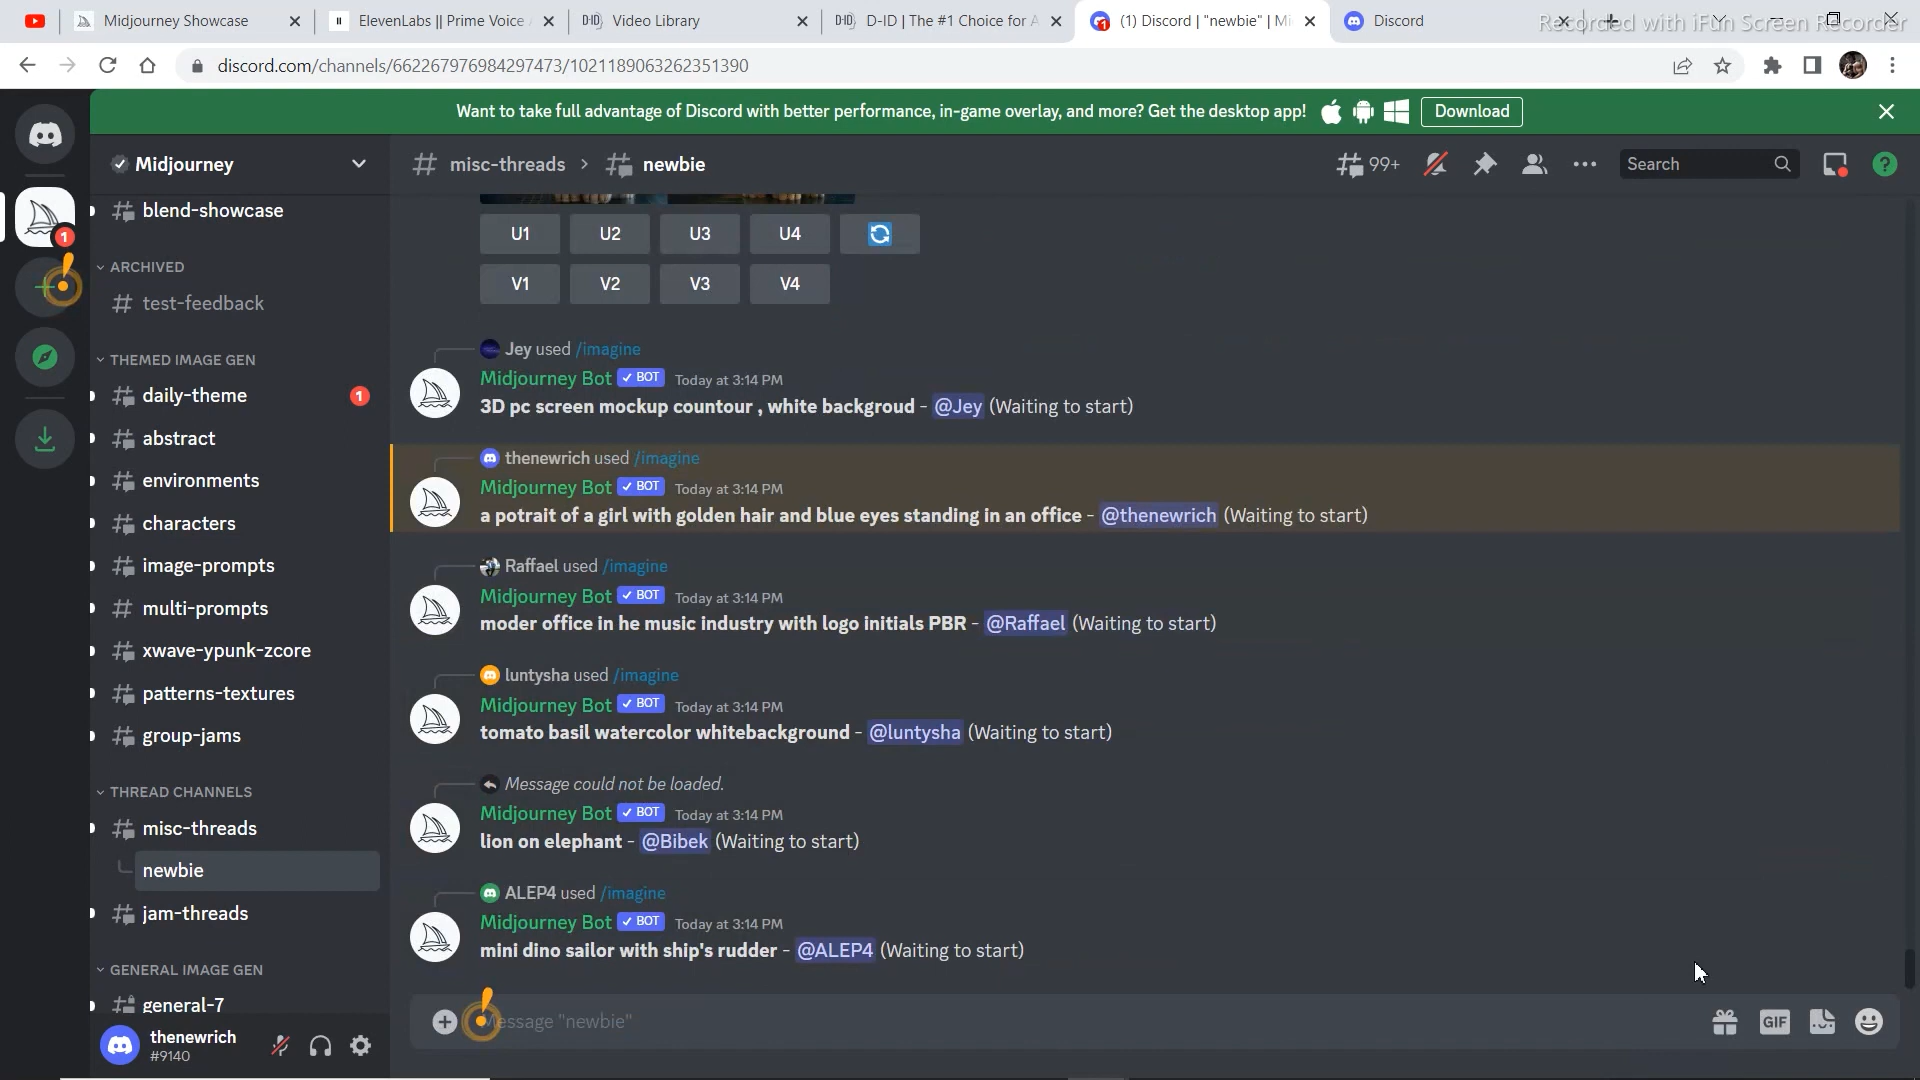 Midjourney Showcase
ElevenLabs || Prime Voice
Video Library
D-ID | The #1 Choice for A
(1) Discord | "newbie" | Mi
Discord
Recorded with iFun Screen Recorder
discord.com/channels/662267976984297473/1021189063262351390
Want to take full advantage of Discord with better performance, in-game overlay, and more? Get the desktop app!
Download
Midjourney
misc-threads > newbie
99+
Search
blend-showcase
1
ARCHIVED
test-feedback
THEMED IMAGE GEN
daily-theme 1
abstract
environments
characters
image-prompts
multi-prompts
xwave-ypunk-zcore
patterns-textures
group-jams
THREAD CHANNELS
misc-threads
newbie
jam-threads
GENERAL IMAGE GEN
general-7
thenewrich
#9140
U1 U2 U3 U4
V1 V2 V3 V4
Jey used /imagine
Midjourney Bot ✓ BOT Today at 3:14 PM
3D pc screen mockup countour , white backgroud - @Jey (Waiting to start)
thenewrich used /imagine
Midjourney Bot ✓ BOT Today at 3:14 PM
a potrait of a girl with golden hair and blue eyes standing in an office - @thenewrich (Waiting to start)
Raffael used /imagine
Midjourney Bot ✓ BOT Today at 3:14 PM
moder office in he music industry with logo initials PBR - @Raffael (Waiting to start)
luntysha used /imagine
Midjourney Bot ✓ BOT Today at 3:14 PM
tomato basil watercolor whitebackground - @luntysha (Waiting to start)
Message could not be loaded.
Midjourney Bot ✓ BOT Today at 3:14 PM
lion on elephant - @Bibek (Waiting to start)
ALEP4 used /imagine
Midjourney Bot ✓ BOT Today at 3:14 PM
mini dino sailor with ship's rudder - @ALEP4 (Waiting to start)
Message "newbie"
GIF